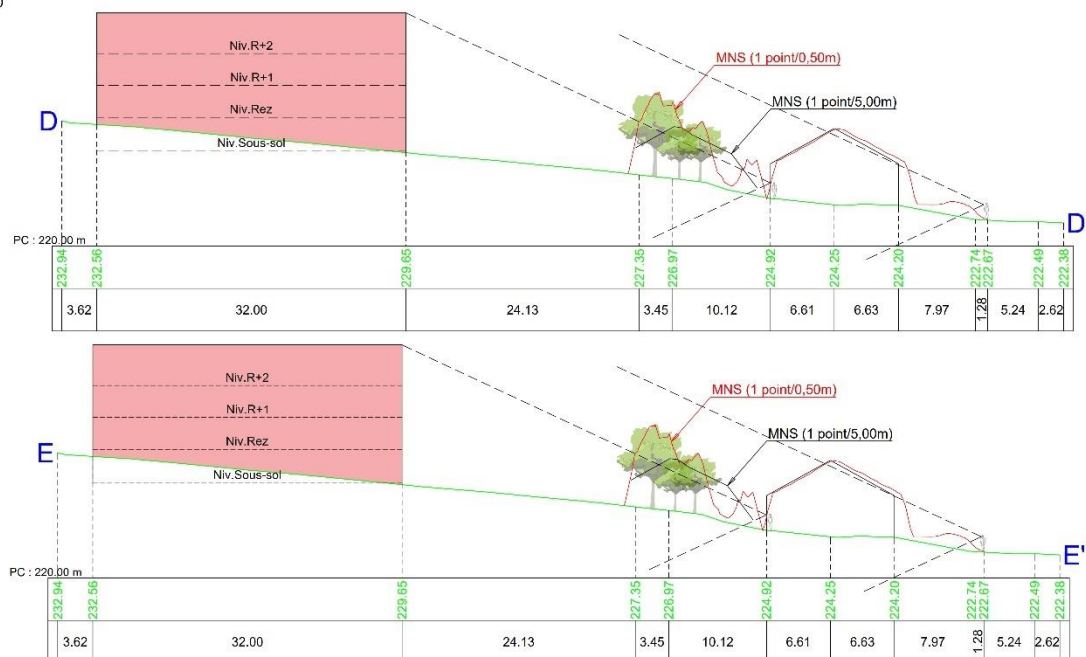 Niv.R+2
MNS (1 point/0,50m)
Niv.R+1
MNS (1 point/5,00m)
D
Niv.Rez
Niv.Sous-sol
D
PC : 220.00 m
232.94 232.56 229.65 227.35 226.97 224.92 224.25 224.20 222.74 222.67 222.49 222.38
3.62 32.00 24.13 3.45 10.12 6.61 6.63 7.97 1.28 5.24 2.62
Niv.R+2
MNS (1 point/0,50m)
Niv.R+1
MNS (1 point/5,00m)
E
Niv.Rez
Niv.Sous-sol
E'
PC : 220.00 m
232.94 232.56 229.65 227.35 226.97 224.92 224.25 224.20 222.74 222.67 222.49 222.38
3.62 32.00 24.13 3.45 10.12 6.61 6.63 7.97 1.28 5.24 2.62